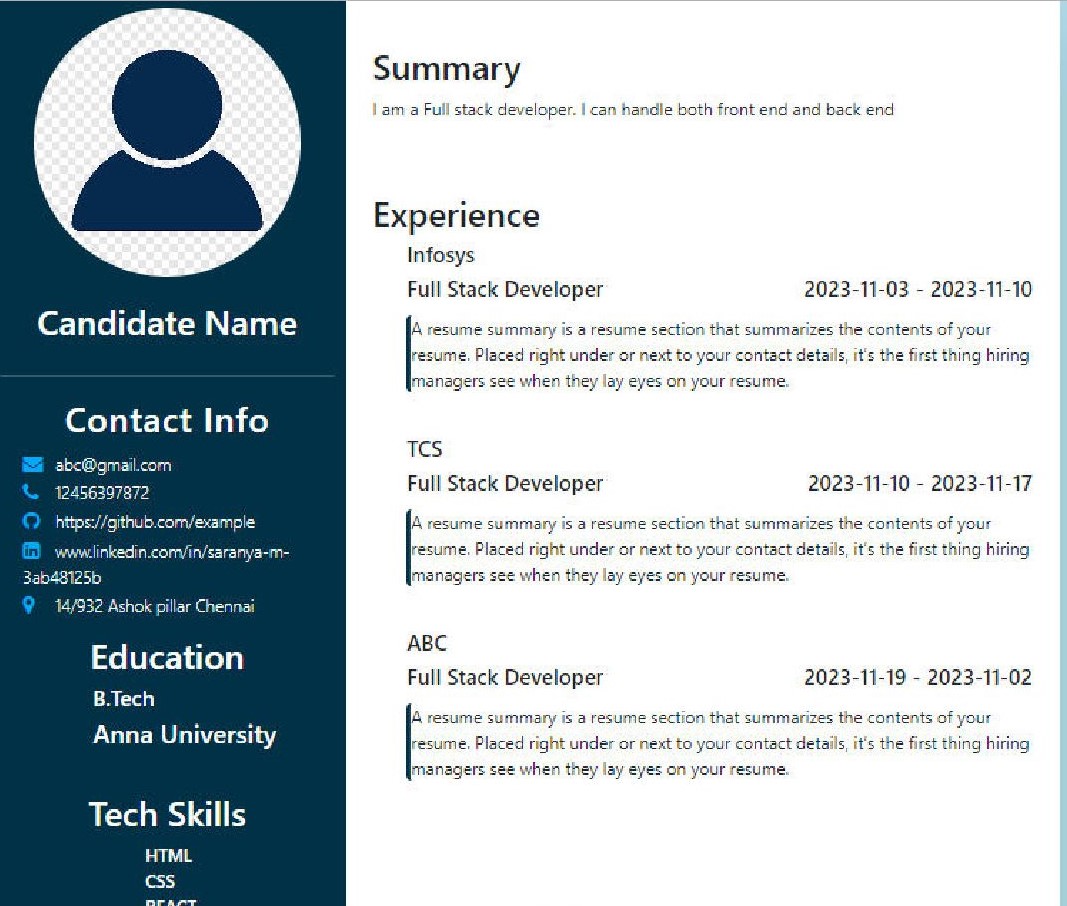 Candidate Name
Contact Info
abc@gmail.com
12456397872
https://github.com/example
www.linkedin.com/in/saranya-m-
3ab48125b
14/932 Ashok pillar Chennai
Education
B.Tech
Anna University
Tech Skills
HTML
CSS
REACT
Summary
I am a Full stack developer. I can handle both front end and back end
Experience
Infosys
Full Stack Developer 2023-11-03 - 2023-11-10
A resume summary is a resume section that summarizes the contents of your
resume. Placed right under or next to your contact details, it's the first thing hiring
managers see when they lay eyes on your resume.
TCS
Full Stack Developer 2023-11-10 - 2023-11-17
A resume summary is a resume section that summarizes the contents of your
resume. Placed right under or next to your contact details, it's the first thing hiring
managers see when they lay eyes on your resume.
ABC
Full Stack Developer 2023-11-19 - 2023-11-02
A resume summary is a resume section that summarizes the contents of your
resume. Placed right under or next to your contact details, it's the first thing hiring
managers see when they lay eyes on your resume.